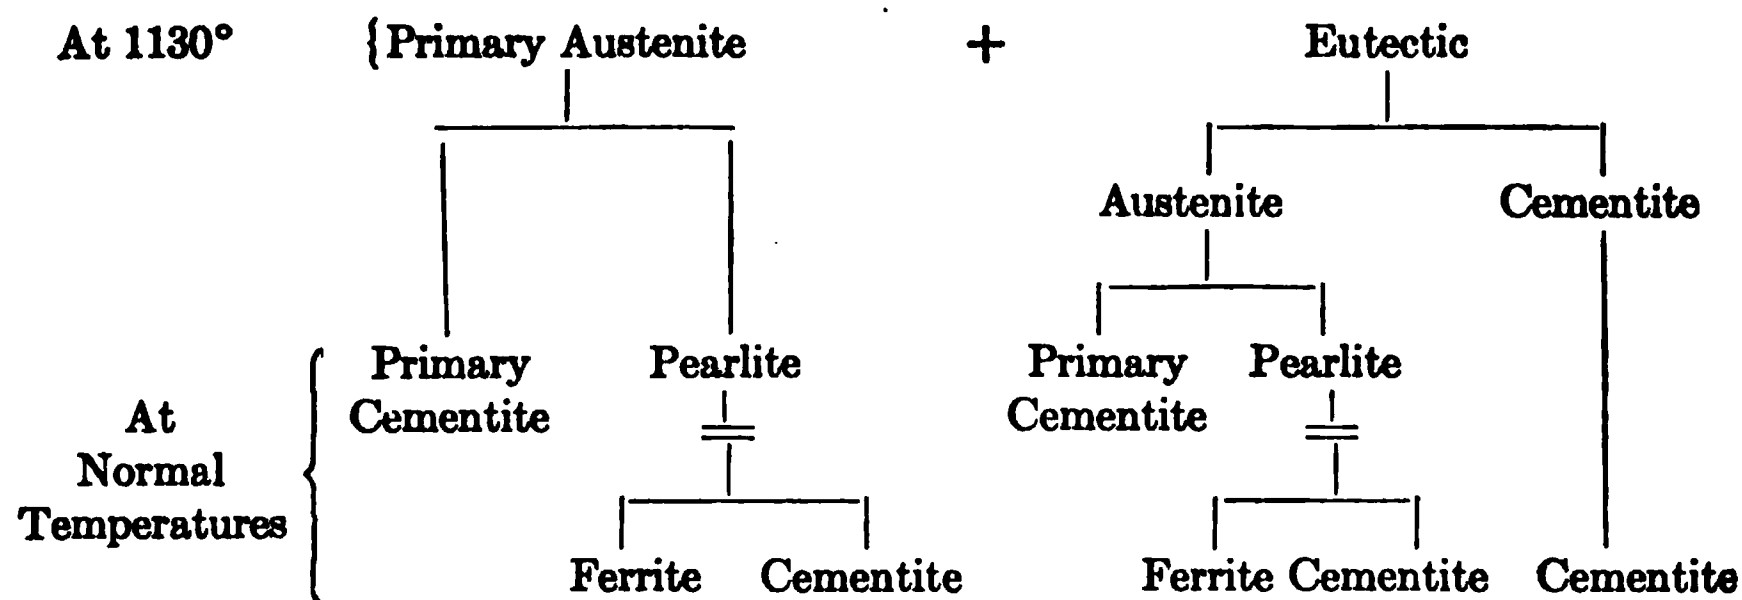 At 1130° {Primary Austenite + Eutectic
Austenite Cementite
Primary Pearlite Primary Pearlite
At Cementite Cementite
Normal
Temperatures
Ferrite Cementite Ferrite Cementite Cementite